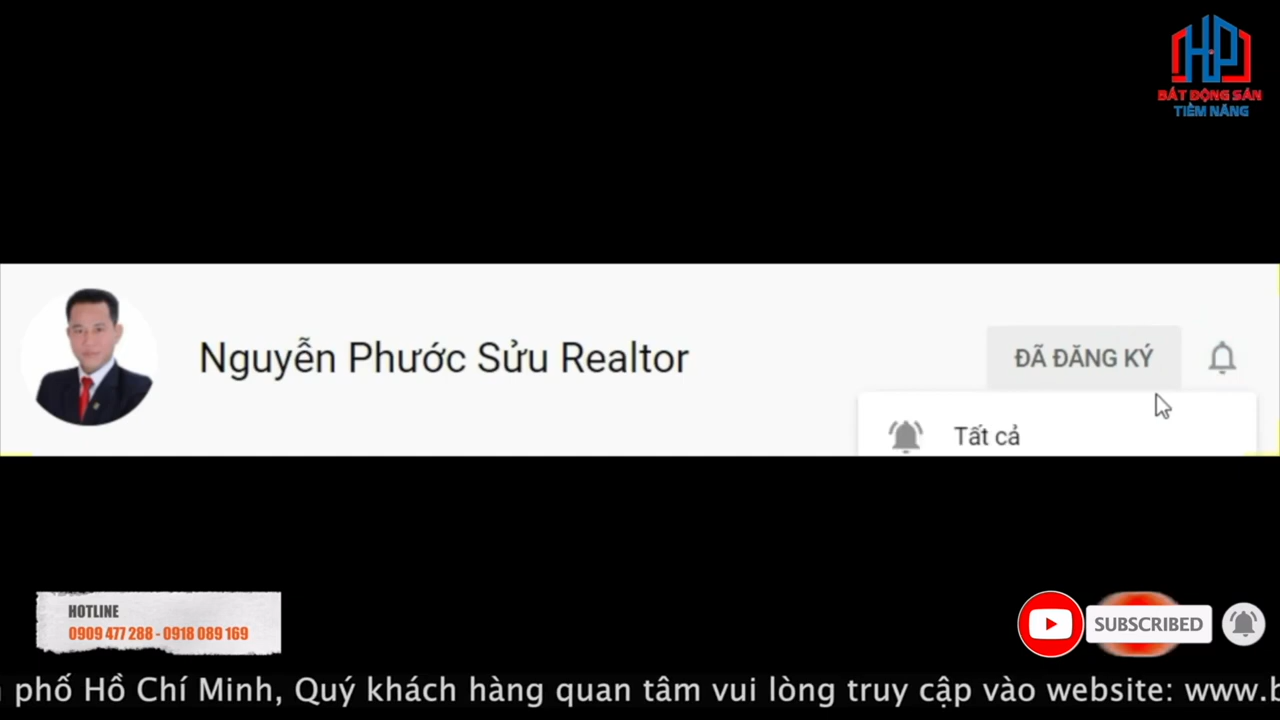 HP
BẤT ĐỘNG SẢN
TIỀM NĂNG
Nguyễn Phước Sửu Realtor
ĐÃ ĐĂNG KÝ
Tất cả
HOTLINE
0909 477 288 - 0918 089 169
SUBSCRIBED
phố Hồ Chí Minh, Quý khách hàng quan tâm vui lòng truy cập vào website: www.